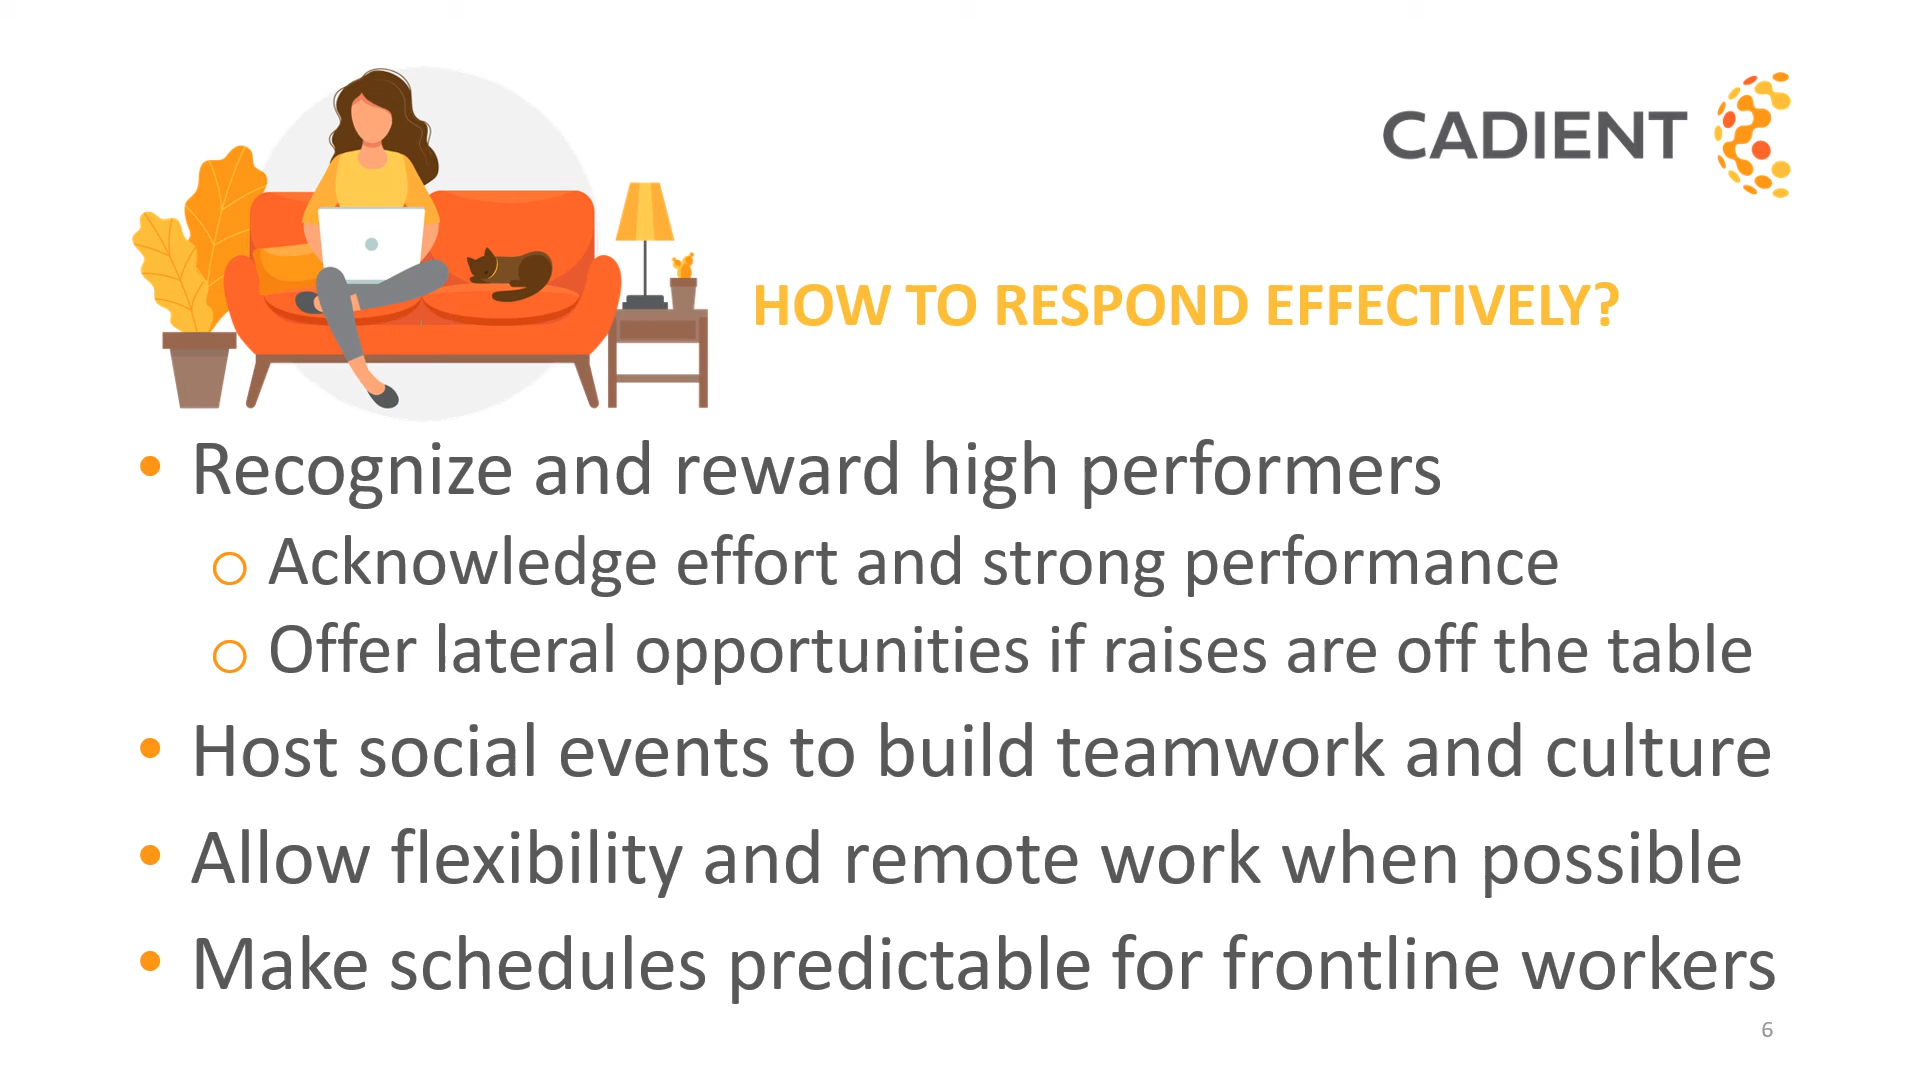 CADIENT
HOW TO RESPOND EFFECTIVELY?
• Recognize and reward high performers
o Acknowledge effort and strong performance
o Offer lateral opportunities if raises are off the table
• Host social events to build teamwork and culture
• Allow flexibility and remote work when possible
• Make schedules predictable for frontline workers
6